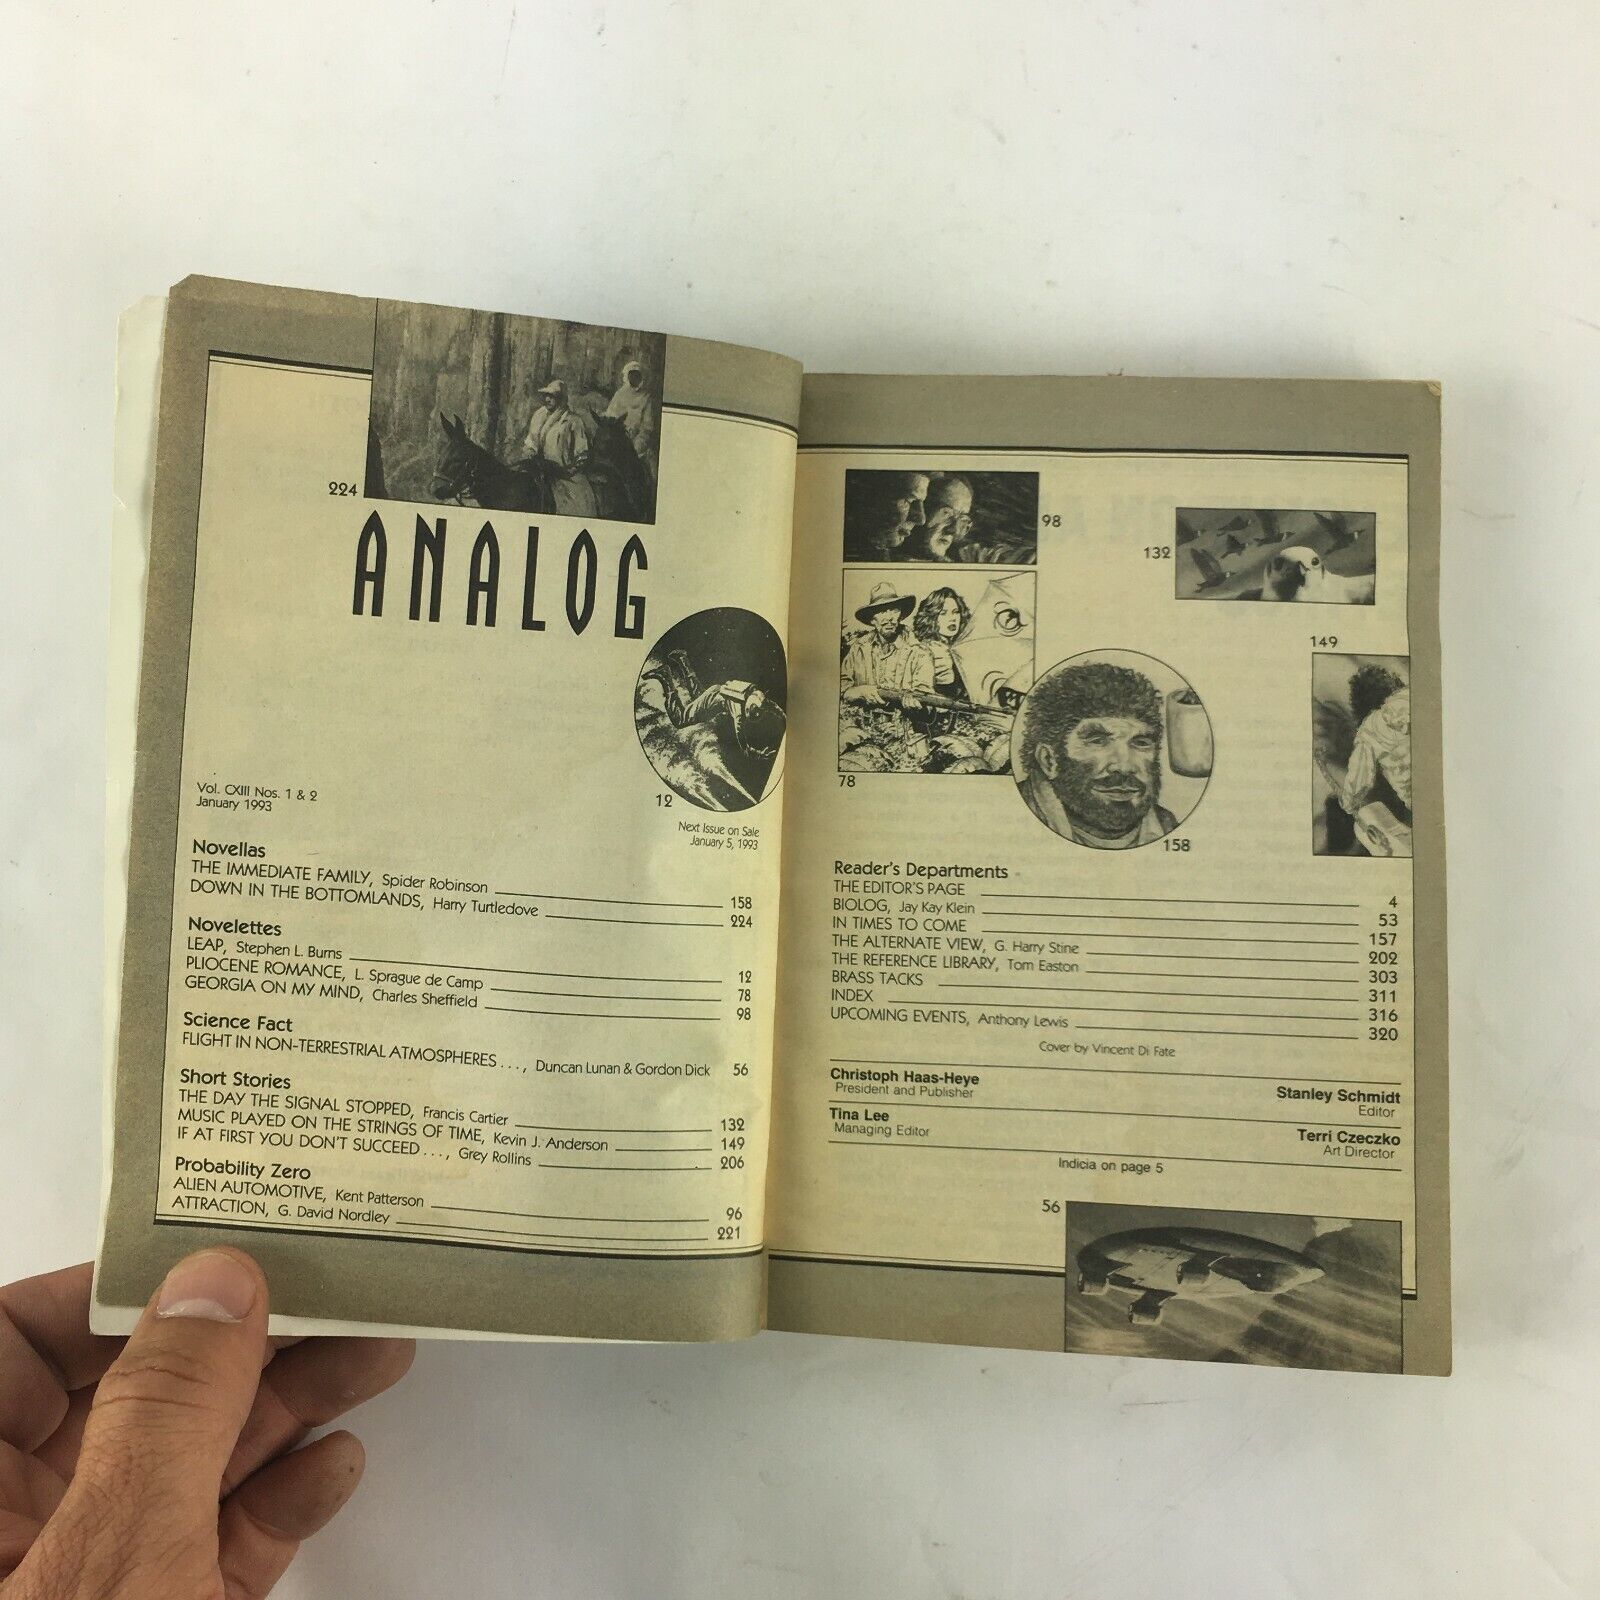 224
ANALOG
12
Vol. CXIII Nos. 1 & 2
January 1993
Next Issue on Sale
January 5, 1993
Novellas
THE IMMEDIATE FAMILY, Spider Robinson 158
DOWN IN THE BOTTOMLANDS, Harry Turtledove 224
Novelettes
LEAP, Stephen L. Burns 12
PLIOCENE ROMANCE, L. Sprague de Camp 78
GEORGIA ON MY MIND, Charles Sheffield 98
Science Fact
FLIGHT IN NON-TERRESTRIAL ATMOSPHERES . . . , Duncan Lunan & Gordon Dick 56
Short Stories
THE DAY THE SIGNAL STOPPED, Francis Cartier 132
MUSIC PLAYED ON THE STRINGS OF TIME, Kevin J. Anderson 149
IF AT FIRST YOU DON'T SUCCEED . . . , Grey Rollins 206
Probability Zero
ALIEN AUTOMOTIVE, Kent Patterson 96
ATTRACTION, G. David Nordley 221
98
132
149
78
158
Reader's Departments
THE EDITOR'S PAGE 4
BIOLOG, Jay Kay Klein 53
IN TIMES TO COME 157
THE ALTERNATE VIEW, G. Harry Stine 202
THE REFERENCE LIBRARY, Tom Easton 303
BRASS TACKS 311
INDEX 316
UPCOMING EVENTS, Anthony Lewis 320
Cover by Vincent Di Fate
Christoph Haas-Heye
President and Publisher
Stanley Schmidt
Editor
Tina Lee
Managing Editor
Terri Czeczko
Art Director
Indicia on page 5
56